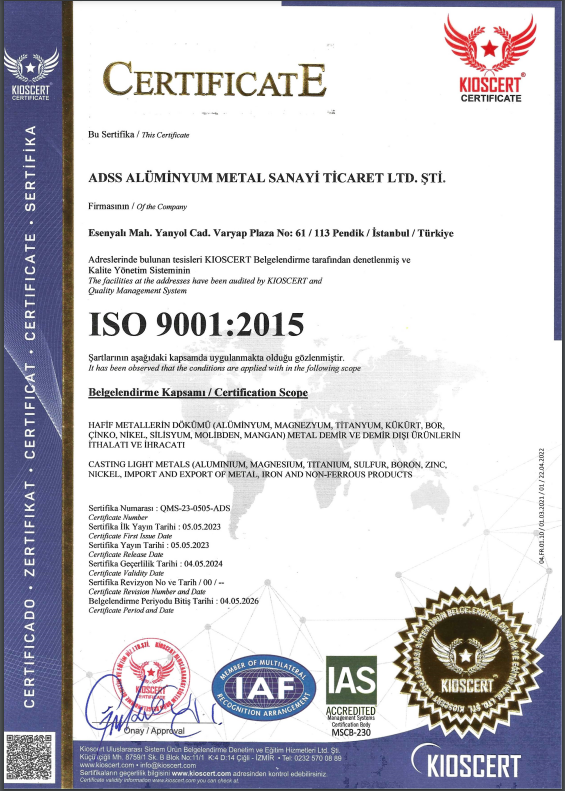 KIOSCERT
CERTIFICATE
CERTIFICATE
KIOSCERT
CERTIFICATE
CERTIFICADO • ZERTIFIKAT • CERTIFICAT • CERTIFICATE • SERTİFİKA
Bu Sertifika / This Certificate
ADSS ALÜMİNYUM METAL SANAYİ TİCARET LTD. ŞTİ.
Firmasının / Of the Company
Esenyalı Mah. Yanyol Cad. Varyap Plaza No: 61 / 113 Pendik / İstanbul / Türkiye
Adreslerinde bulunan tesisleri KIOSCERT Belgelendirme tarafından denetlenmiş ve
Kalite Yönetim Sisteminin
The facilities at the addresses have been audited by KIOSCERT and
Quality Management System
ISO 9001:2015
Şartlarının aşağıdaki kapsamda uygulanmakta olduğu gözlenmiştir.
It has been observed that the conditions are applied with in the following scope
Belgelendirme Kapsamı / Certification Scope
HAFİF METALLERİN DÖKÜMÜ (ALÜMİNYUM, MAGNEZYUM, TİTANYUM, KÜKÜRT, BOR,
ÇİNKO, NİKEL, SİLİSYUM, MOLİBDEN, MANGAN) METAL DEMİR VE DEMİR DIŞI ÜRÜNLERİN
İTHALATI VE İHRACATI
CASTING LIGHT METALS (ALUMINIUM, MAGNESIUM, TITANIUM, SULFUR, BORON, ZINC,
NICKEL, IMPORT AND EXPORT OF METAL, IRON AND NON-FERROUS PRODUCTS
Sertifika Numarası : QMS-23-0505-ADS
Certificate Number
Sertifika İlk Yayın Tarihi : 05.05.2023
Certificate First Issue Date
Sertifika Yayın Tarihi : 05.05.2023
Certificate Release Date
Sertifika Geçerlilik Tarihi : 04.05.2024
Certificate Validity Date
Sertifika Revizyon No ve Tarih / 00 / --
Certificate Revision Number and Date
Belgelendirme Periyodu Bitiş Tarihi : 04.05.2026
Certificate Period and Date
04.FR.01.10 / 01.03.2021 / 01 / 22.04.2022
KIOSCERT
Onay / Approval
MEMBER OF MULTILATERAL
IAF
RECOGNITION ARRANGEMENT
IAS
ACCREDITED
Management Systems
Certification Body
MSCB-230
KIOSCERT
Kioscert Uluslararası Sistem Ürün Belgelendirme Denetim ve Eğitim Hizmetleri Ltd. Şti.
Küçü çiğli Mh. 8759/1 Sk. B Blok No:11/1 K:4 D:14 Çiğli - İZMİR • Tel: 0232 570 08 89
www.kioscert.com • info@kioscert.com
Sertifikaların geçerlilik bilgisini www.kioscert.com adresinden kontrol edebilirsiniz.
Certificate validity information www.kioscert.com you can check at.
KIOSCERT